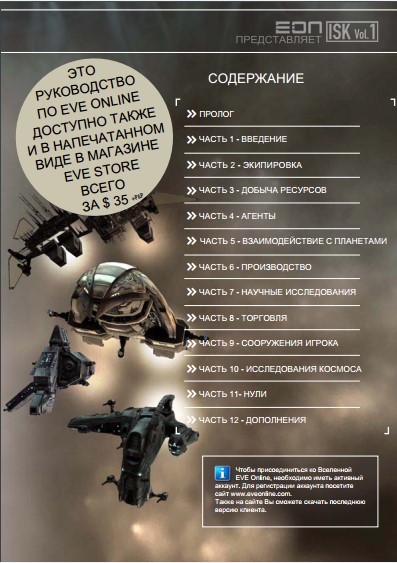 EON ISK Vol.1
ПРЕДСТАВЛЯЕТ
СОДЕРЖАНИЕ
ЭТО
РУКОВОДСТВО
ПО EVE ONLINE
ДОСТУПНО ТАКЖЕ
И В НАПЕЧАТАННОМ
ВИДЕ В МАГАЗИНЕ
EVE STORE
ВСЕГО
ЗА $ 35
ПРОЛОГ
ЧАСТЬ 1 - ВВЕДЕНИЕ
ЧАСТЬ 2 - ЭКИПИРОВКА
ЧАСТЬ 3 - ДОБЫЧА РЕСУРСОВ
ЧАСТЬ 4 - АГЕНТЫ
ЧАСТЬ 5 - ВЗАИМОДЕЙСТВИЕ С ПЛАНЕТАМИ
ЧАСТЬ 6 - ПРОИЗВОДСТВО
ЧАСТЬ 7 - НАУЧНЫЕ ИССЛЕДОВАНИЯ
ЧАСТЬ 8 - ТОРГОВЛЯ
ЧАСТЬ 9 - СООРУЖЕНИЯ ИГРОКА
ЧАСТЬ 10 - ИССЛЕДОВАНИЯ КОСМОСА
ЧАСТЬ 11- НУЛИ
ЧАСТЬ 12 - ДОПОЛНЕНИЯ
Чтобы присоединиться ко Вселенной
EVE Online, необходимо иметь активный
аккаунт. Для регистрации аккаунта посетите
сайт www.eveonline.com.
Также на сайте Вы сможете скачать последнюю
версию клиента.